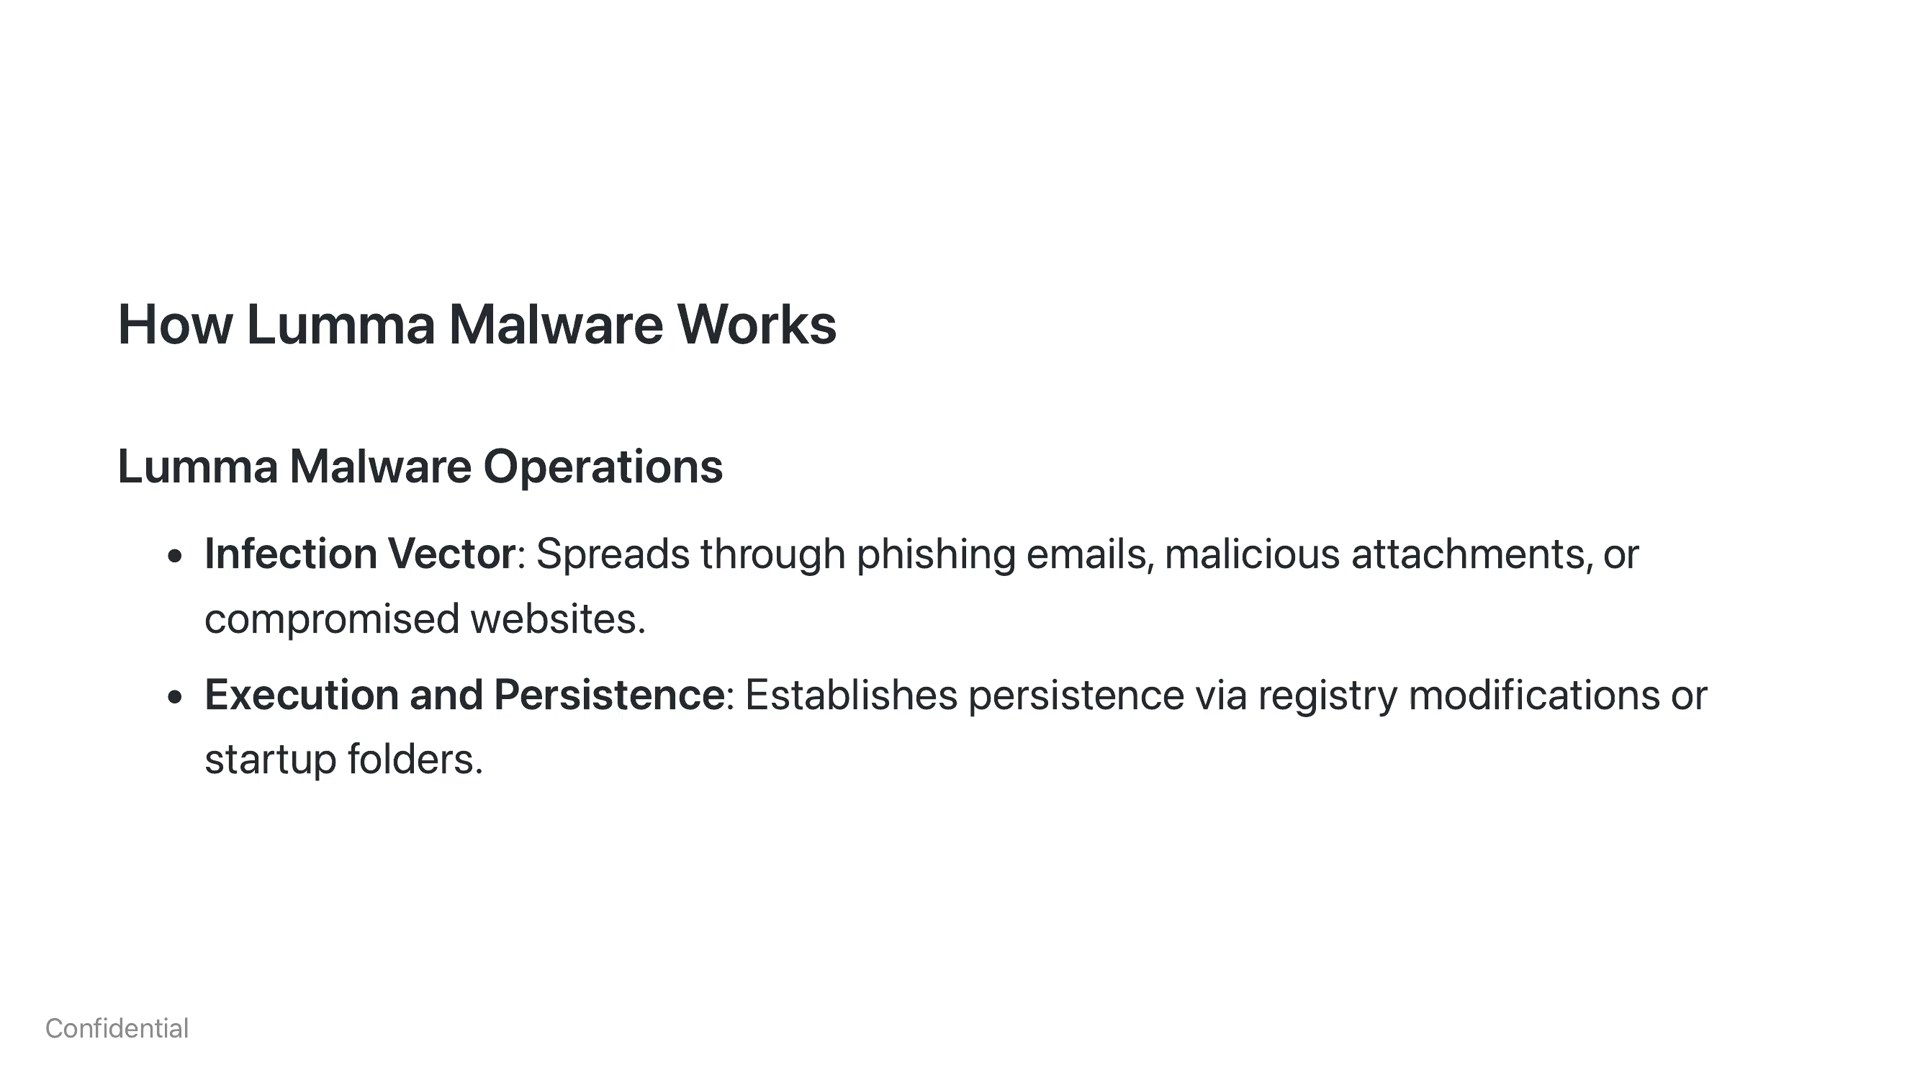 How Lumma Malware Works
Lumma Malware Operations
• Infection Vector: Spreads through phishing emails, malicious attachments, or
compromised websites.
• Execution and Persistence: Establishes persistence via registry modifications or
startup folders.
Confidential